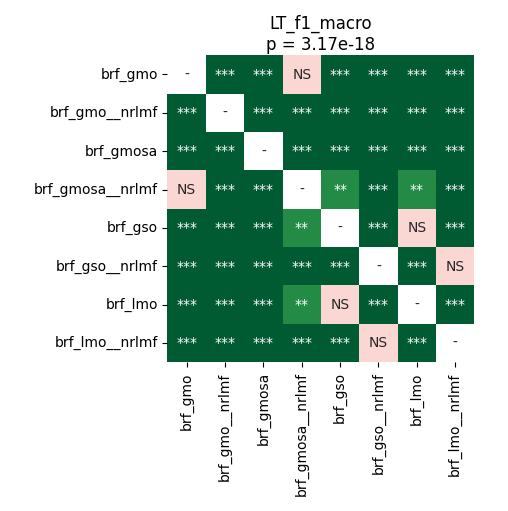 LT_f1_macro
p = 3.17e-18
brf_gmo - *** *** NS *** *** *** ***
brf_gmo__nrlmf *** - *** *** *** *** *** ***
brf_gmosa *** *** - *** *** *** *** ***
brf_gmosa__nrlmf NS *** *** - ** *** ** ***
brf_gso *** *** *** ** - *** NS ***
brf_gso__nrlmf *** *** *** *** *** - *** NS
brf_lmo *** *** *** ** NS *** - ***
brf_lmo__nrlmf *** *** *** *** *** NS *** -
brf_gmo
brf_gmo__nrlmf
brf_gmosa
brf_gmosa__nrlmf
brf_gso
brf_gso__nrlmf
brf_lmo
brf_lmo__nrlmf